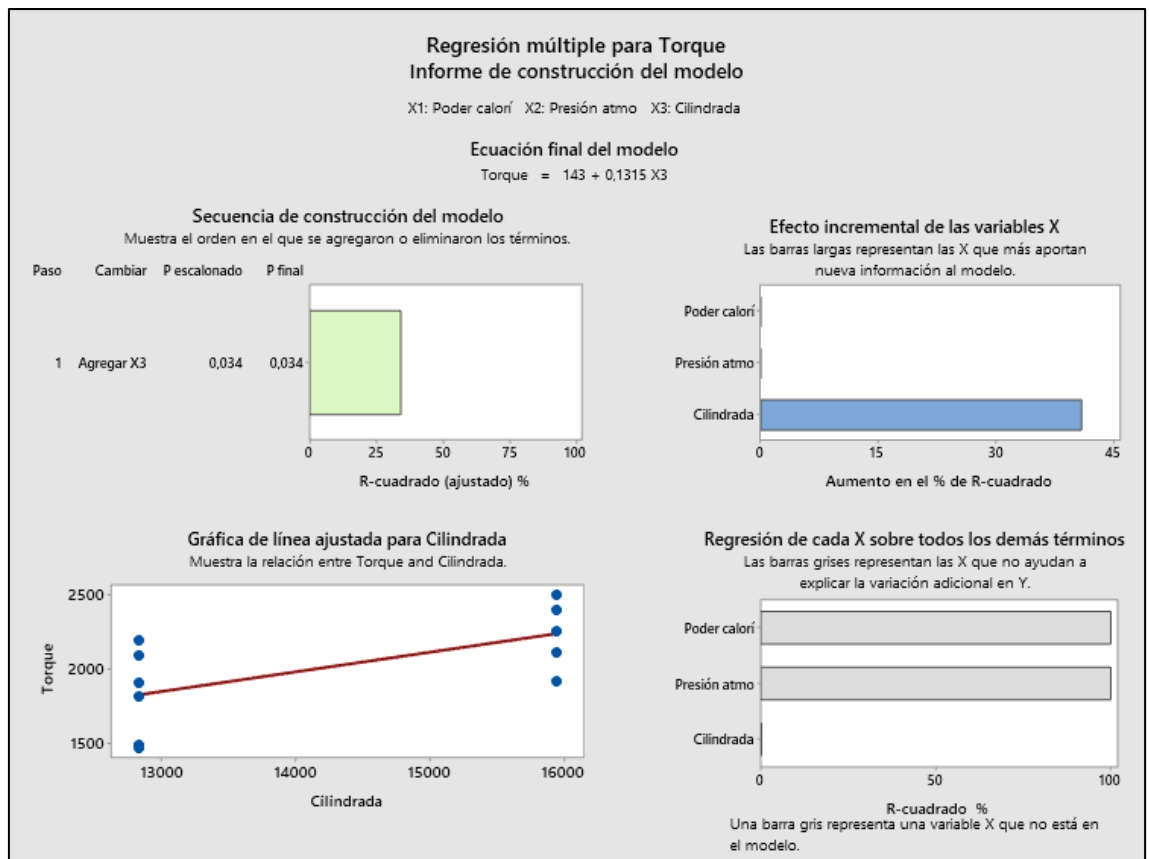 Regresión múltiple para Torque
Informe de construcción del modelo
X1: Poder calorí X2: Presión atmo X3: Cilindrada
Ecuación final del modelo
Torque = 143 + 0,1315 X3
Secuencia de construcción del modelo
Muestra el orden en el que se agregaron o eliminaron los términos.
Paso Cambiar P escalonado P final
1 Agregar X3 0,034 0,034
0 25 50 75 100
R-cuadrado (ajustado) %
Efecto incremental de las variables X
Las barras largas representan las X que más aportan
nueva información al modelo.
Poder calorí
Presión atmo
Cilindrada
0 15 30 45
Aumento en el % de R-cuadrado
Gráfica de línea ajustada para Cilindrada
Muestra la relación entre Torque and Cilindrada.
Torque
2500
2000
1500
13000 14000 15000 16000
Cilindrada
Regresión de cada X sobre todos los demás términos
Las barras grises representan las X que no ayudan a
explicar la variación adicional en Y.
Poder calorí
Presión atmo
Cilindrada
0 50 100
R-cuadrado %
Una barra gris representa una variable X que no está en
el modelo.